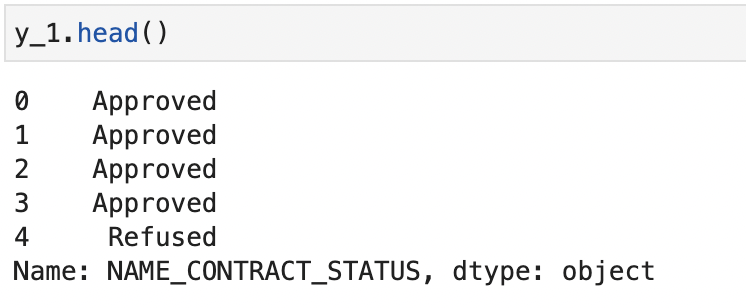 y_1.head()
0    Approved
1    Approved
2    Approved
3    Approved
4     Refused
Name: NAME_CONTRACT_STATUS, dtype: object